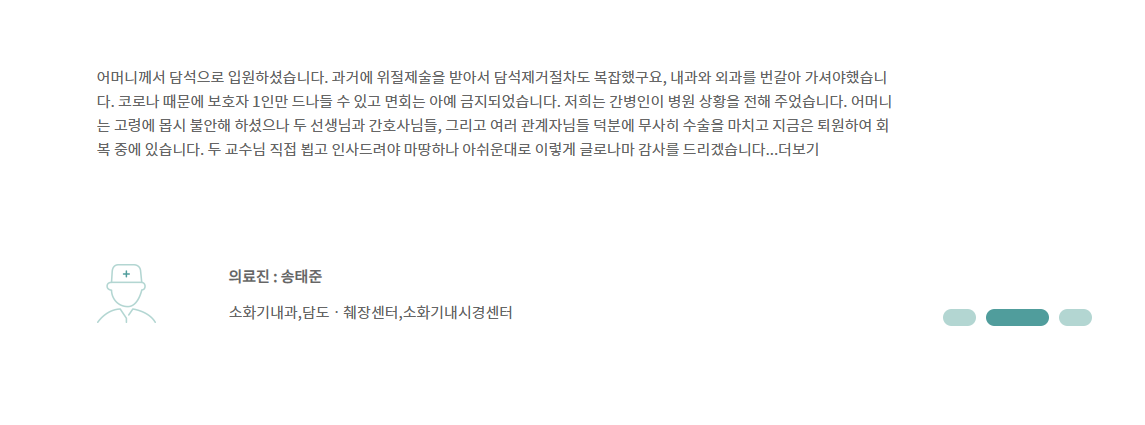 어머니께서 담석으로 입원하셨습니다. 과거에 위절제술을 받아서 담석제거절차도 복잡했구요, 내과와 외과를 번갈아 가셔야했습니
다. 코로나 때문에 보호자 1인만 드나들 수 있고 면회는 아예 금지되었습니다. 저희는 간병인이 병원 상황을 전해 주었습니다. 어머니
는 고령에 몹시 불안해 하셨으나 두 선생님과 간호사님들, 그리고 여러 관계자님들 덕분에 무사히 수술을 마치고 지금은 퇴원하여 회
복 중에 있습니다. 두 교수님 직접 뵙고 인사드려야 마땅하나 아쉬운대로 이렇게 글로나마 감사를 드리겠습니다...더보기
의료진 : 송태준
소화기내과,담도ㆍ췌장센터,소화기내시경센터